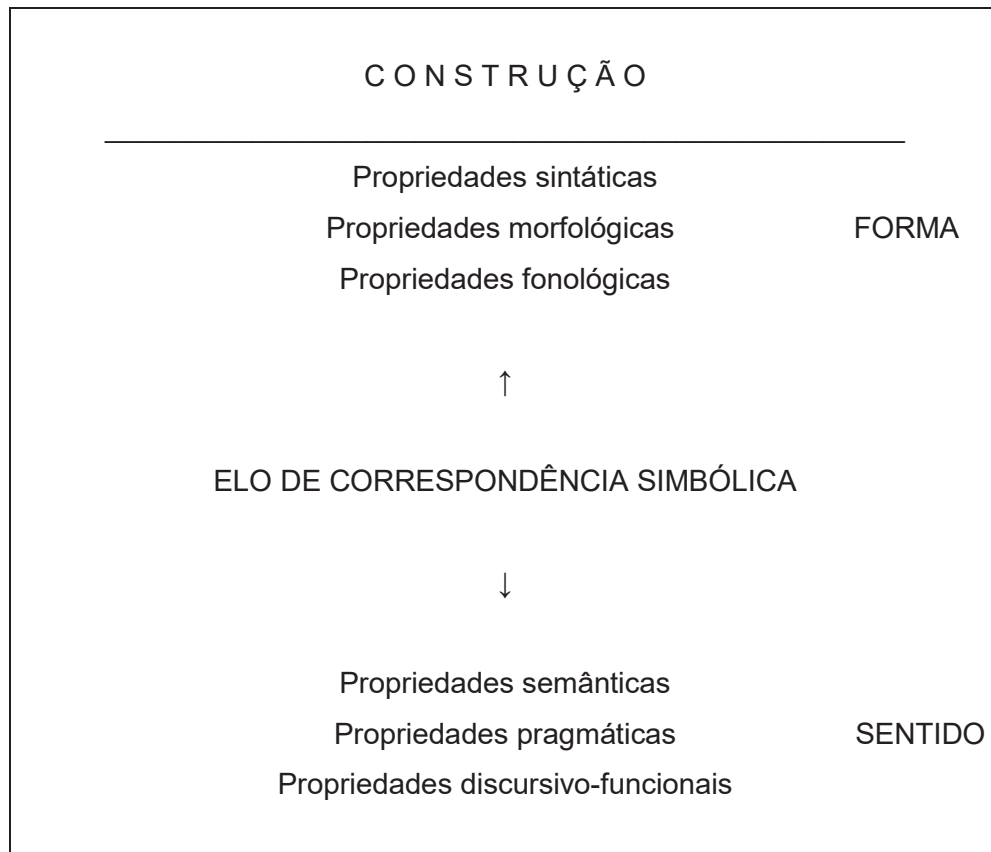 C O N S T R U Ç Ã O
Propriedades sintáticas
Propriedades morfológicas FORMA
Propriedades fonológicas
↑
ELO DE CORRESPONDÊNCIA SIMBÓLICA
↓
Propriedades semânticas
Propriedades pragmáticas SENTIDO
Propriedades discursivo-funcionais